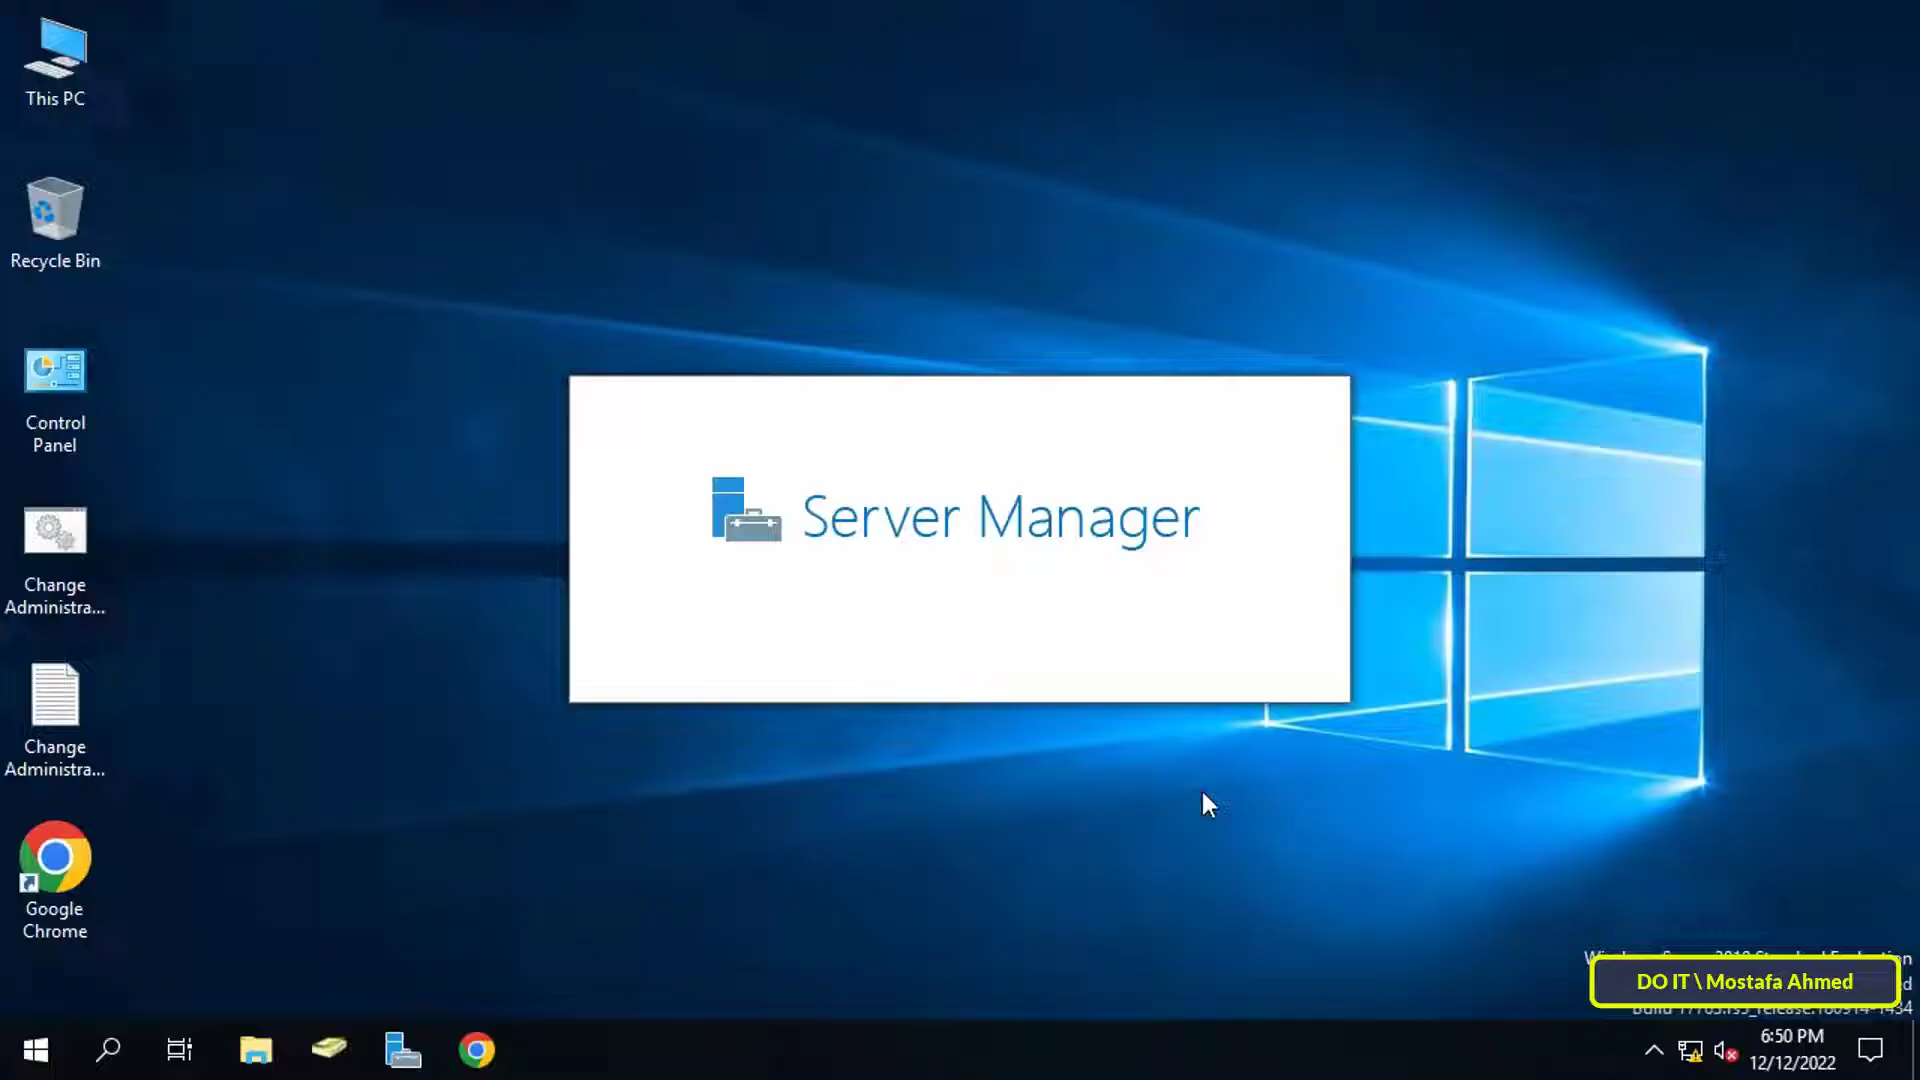 This PC
Recycle Bin
Control
Panel
Change
Administra...
Change
Administra...
Google
Chrome
Server Manager
DO IT \ Mostafa Ahmed
6:50 PM
12/12/2022